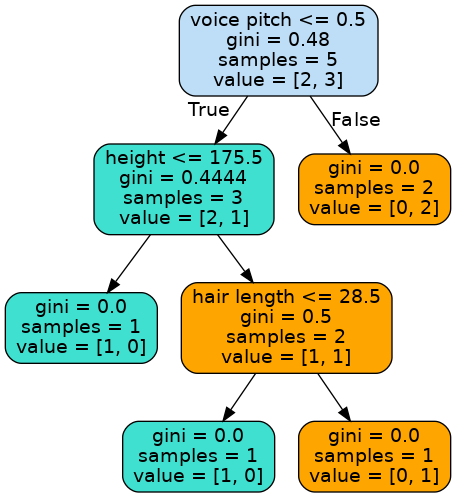 voice pitch <= 0.5
gini = 0.48
samples = 5
value = [2, 3]
True
False
height <= 175.5
gini = 0.4444
samples = 3
value = [2, 1]
gini = 0.0
samples = 2
value = [0, 2]
gini = 0.0
samples = 1
value = [1, 0]
hair length <= 28.5
gini = 0.5
samples = 2
value = [1, 1]
gini = 0.0
samples = 1
value = [1, 0]
gini = 0.0
samples = 1
value = [0, 1]